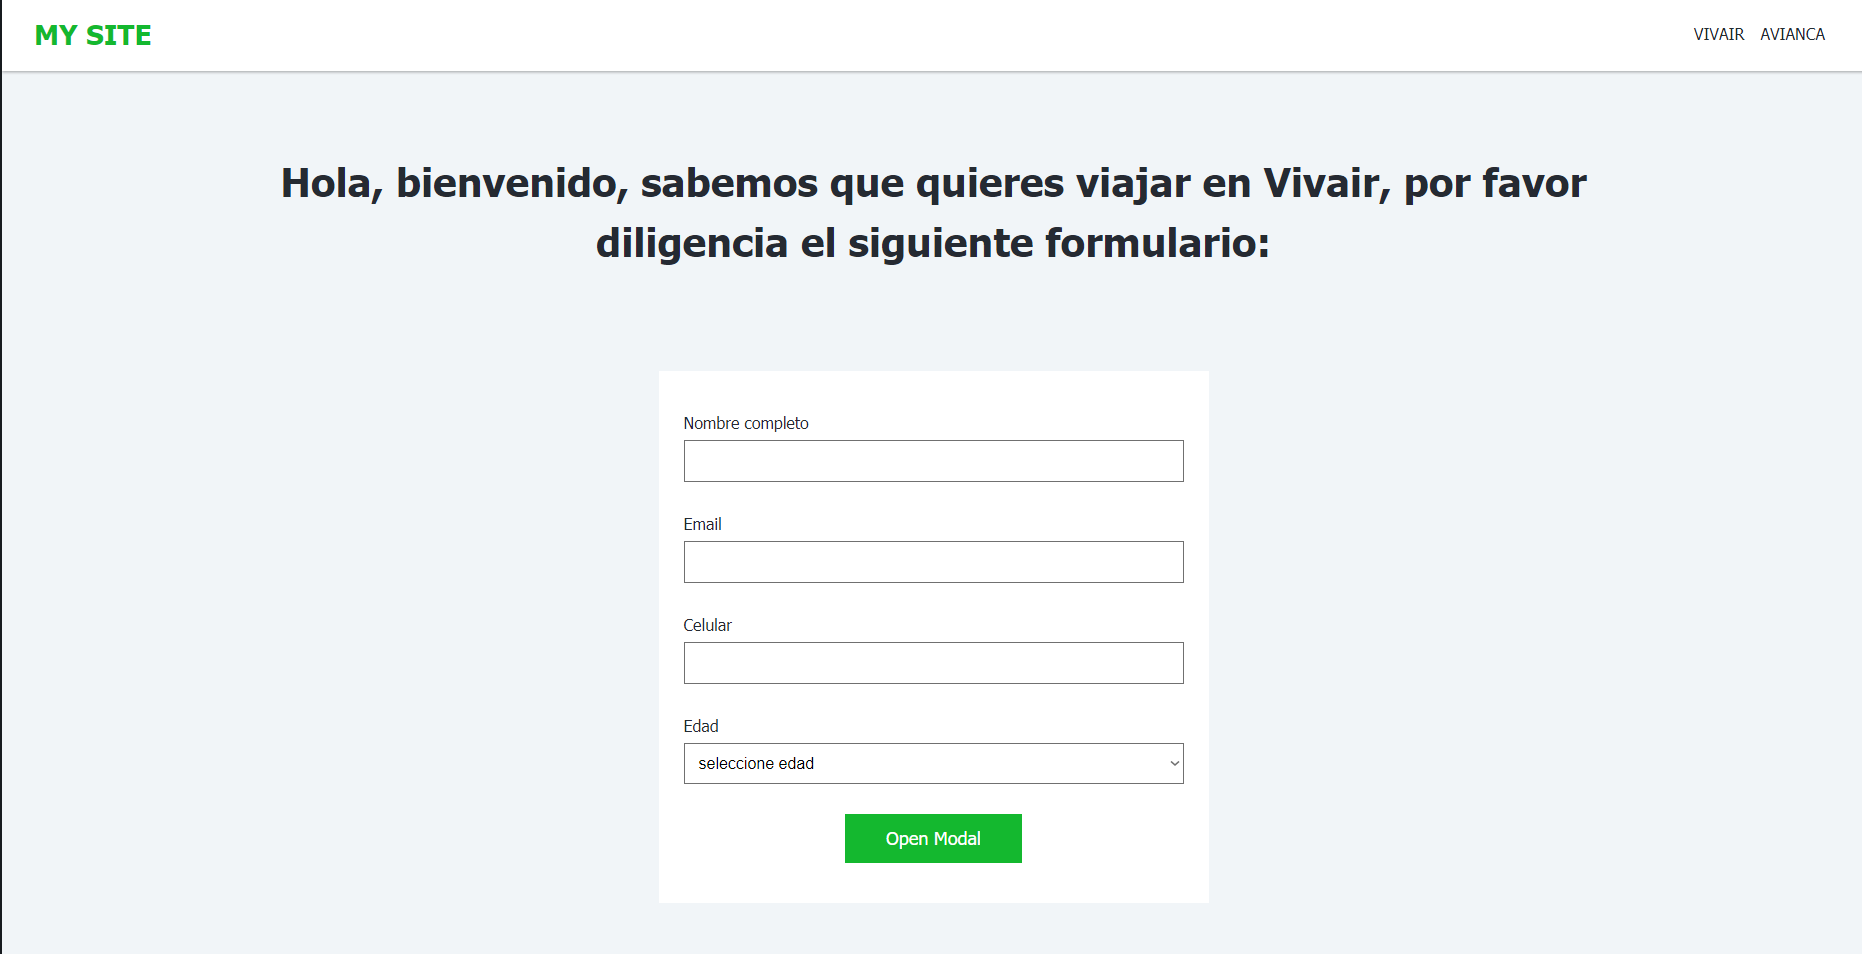 MY SITE
VIVAIR AVIANCA
Hola, bienvenido, sabemos que quieres viajar en Vivair, por favor
diligencia el siguiente formulario:
Nombre completo
Email
Celular
Edad
seleccione edad
Open Modal